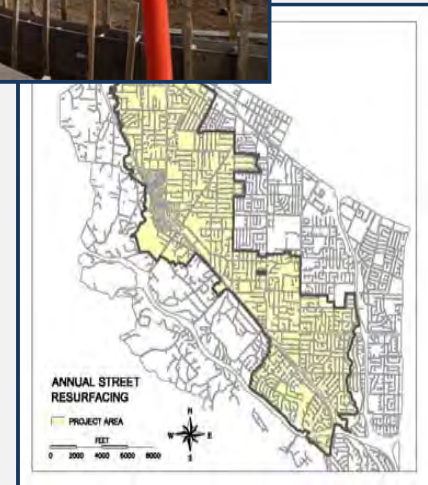 ANNUAL STREET
RESURFACING
PROJECT AREA
N
W E
S
FEET
0 2000 4000 6000 8000